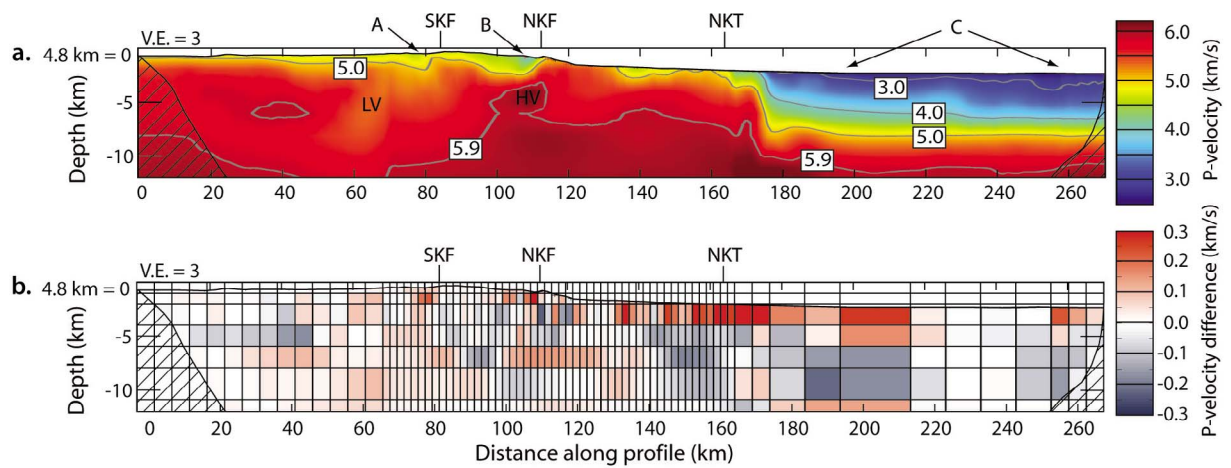 A SKF B NKF NKT C
V.E. = 3
a. 4.8 km = 0
-5
-10
Depth (km)
5.0
LV
HV
5.9
3.0
4.0
5.0
5.9
0 20 40 60 80 100 120 140 160 180 200 220 240 260
6.0
5.0
4.0
3.0
P-velocity (km/s)
SKF NKF NKT
V.E. = 3
b. 4.8 km = 0
-5
-10
Depth (km)
0 20 40 60 80 100 120 140 160 180 200 220 240 260
Distance along profile (km)
0.3
0.2
0.1
0.0
-0.1
-0.2
-0.3
P-velocity difference (km/s)